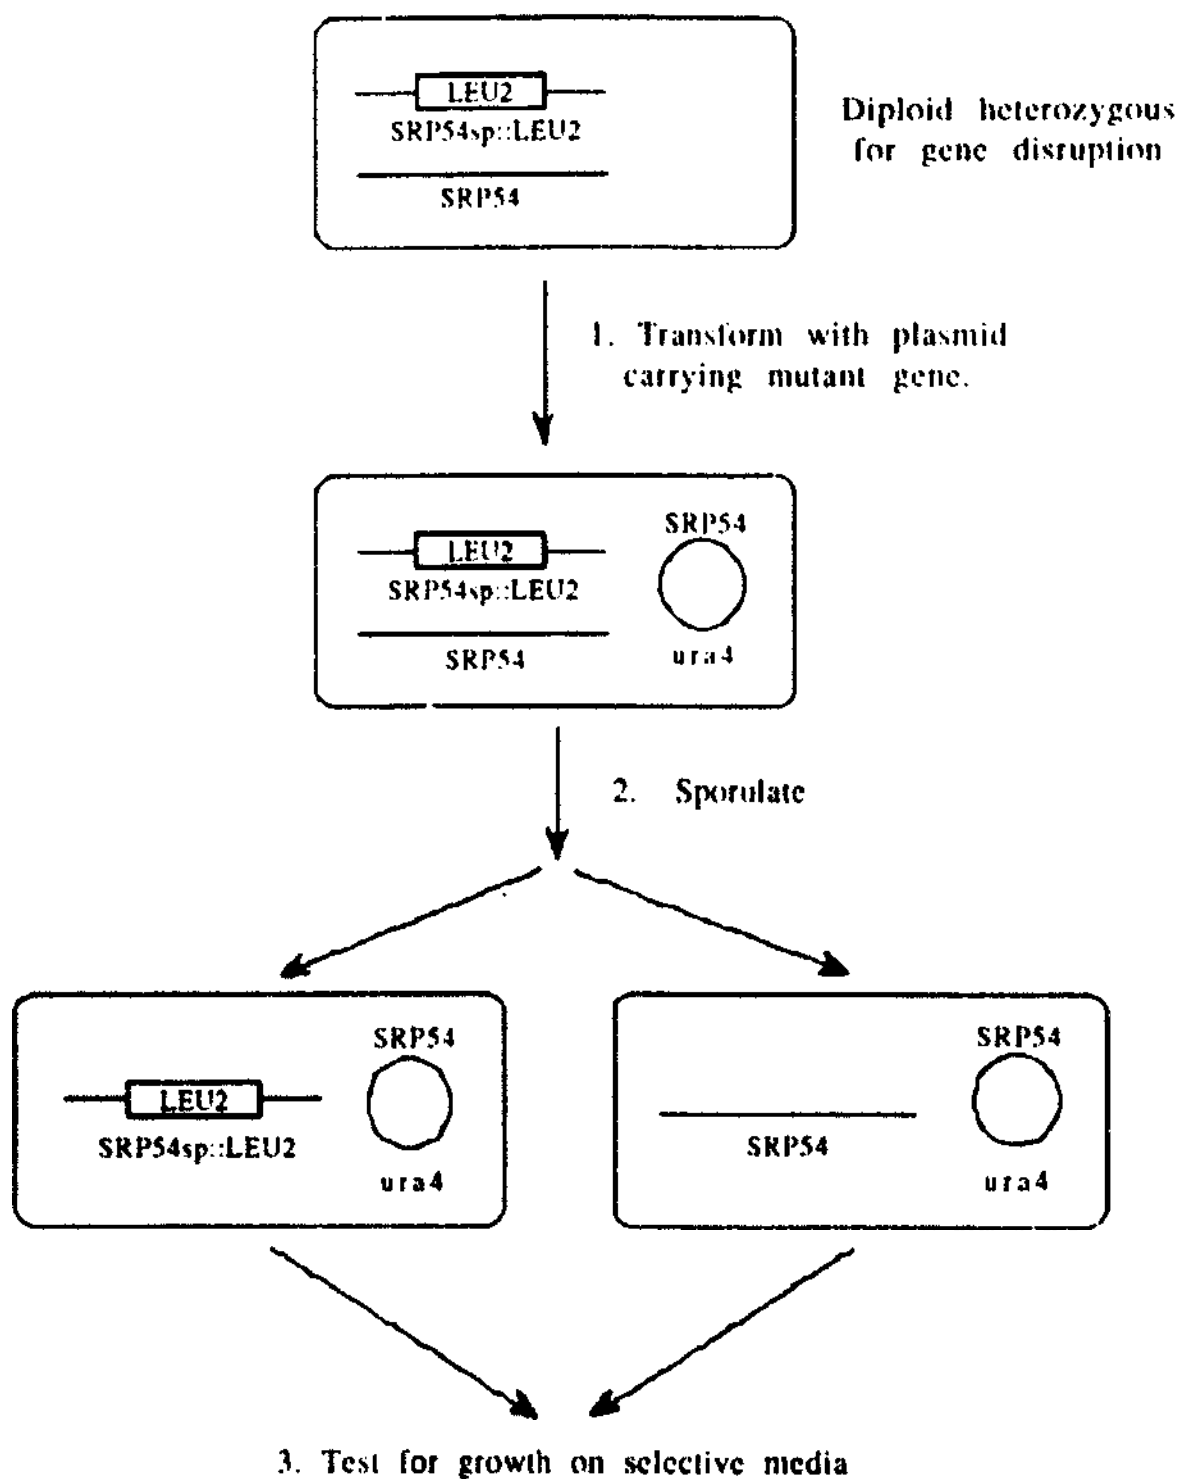 LEU2
SRP54sp::LEU2
SRP54
Diploid heterozygous
for gene disruption
1. Transform with plasmid
carrying mutant gene.
LEU2
SRP54sp::LEU2
SRP54
SRP54
ura4
2. Sporulate
LEU2
SRP54sp::LEU2
SRP54
ura4
SRP54
SRP54
ura4
3. Test for growth on selective media